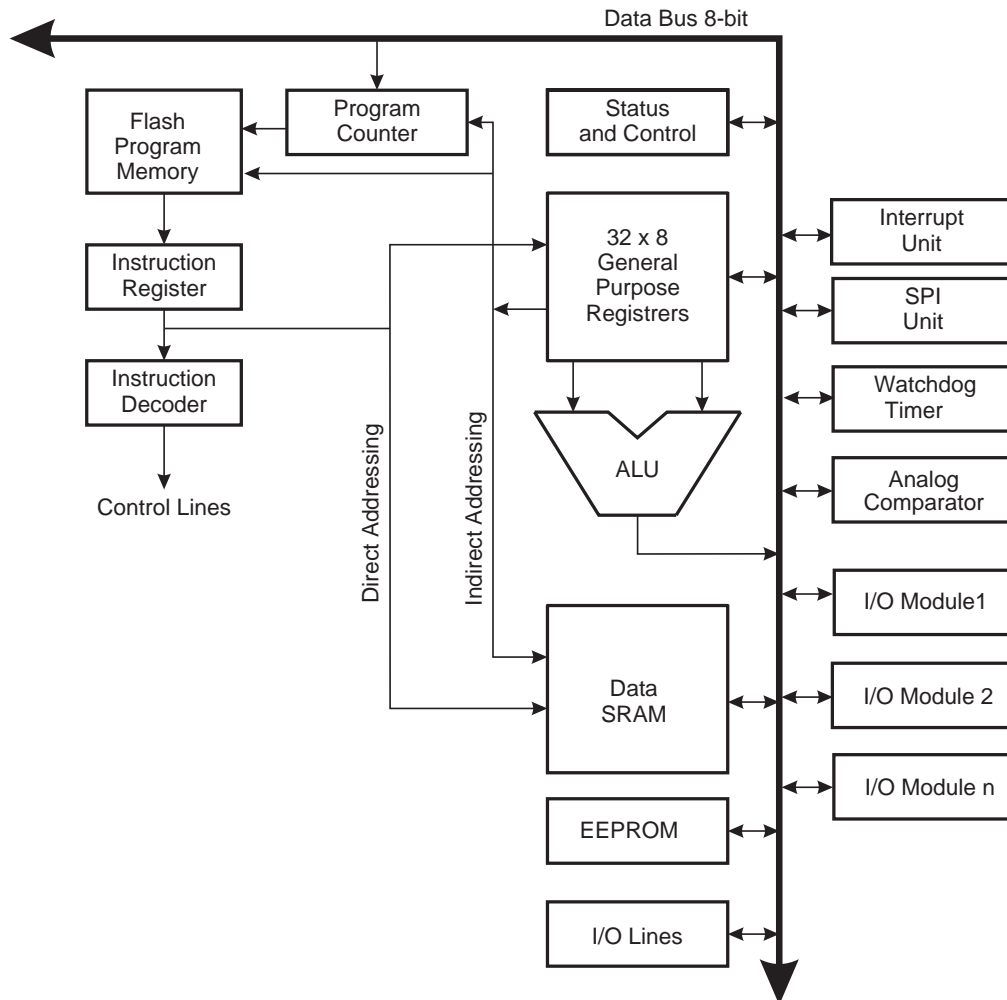 Data Bus 8-bit
Flash
Program
Memory
Program
Counter
Status
and Control
Interrupt
Unit
32 x 8
General
Purpose
Registrers
Instruction
Register
SPI
Unit
Instruction
Decoder
Watchdog
Timer
Control Lines
Direct Addressing
Indirect Addressing
ALU
Analog
Comparator
I/O Module1
Data
SRAM
I/O Module 2
I/O Module n
EEPROM
I/O Lines